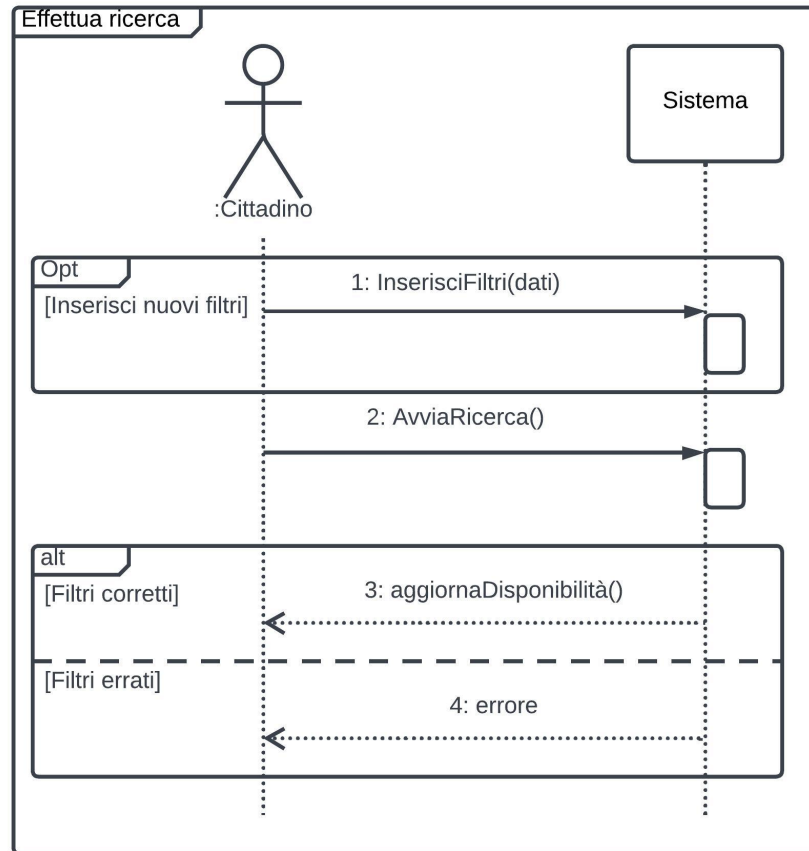 Effettua ricerca
Sistema
:Cittadino
Opt
[Inserisci nuovi filtri]
1: InserisciFiltri(dati)
2: AvviaRicerca()
alt
[Filtri corretti]
3: aggiornaDisponibilità()
[Filtri errati]
4: errore